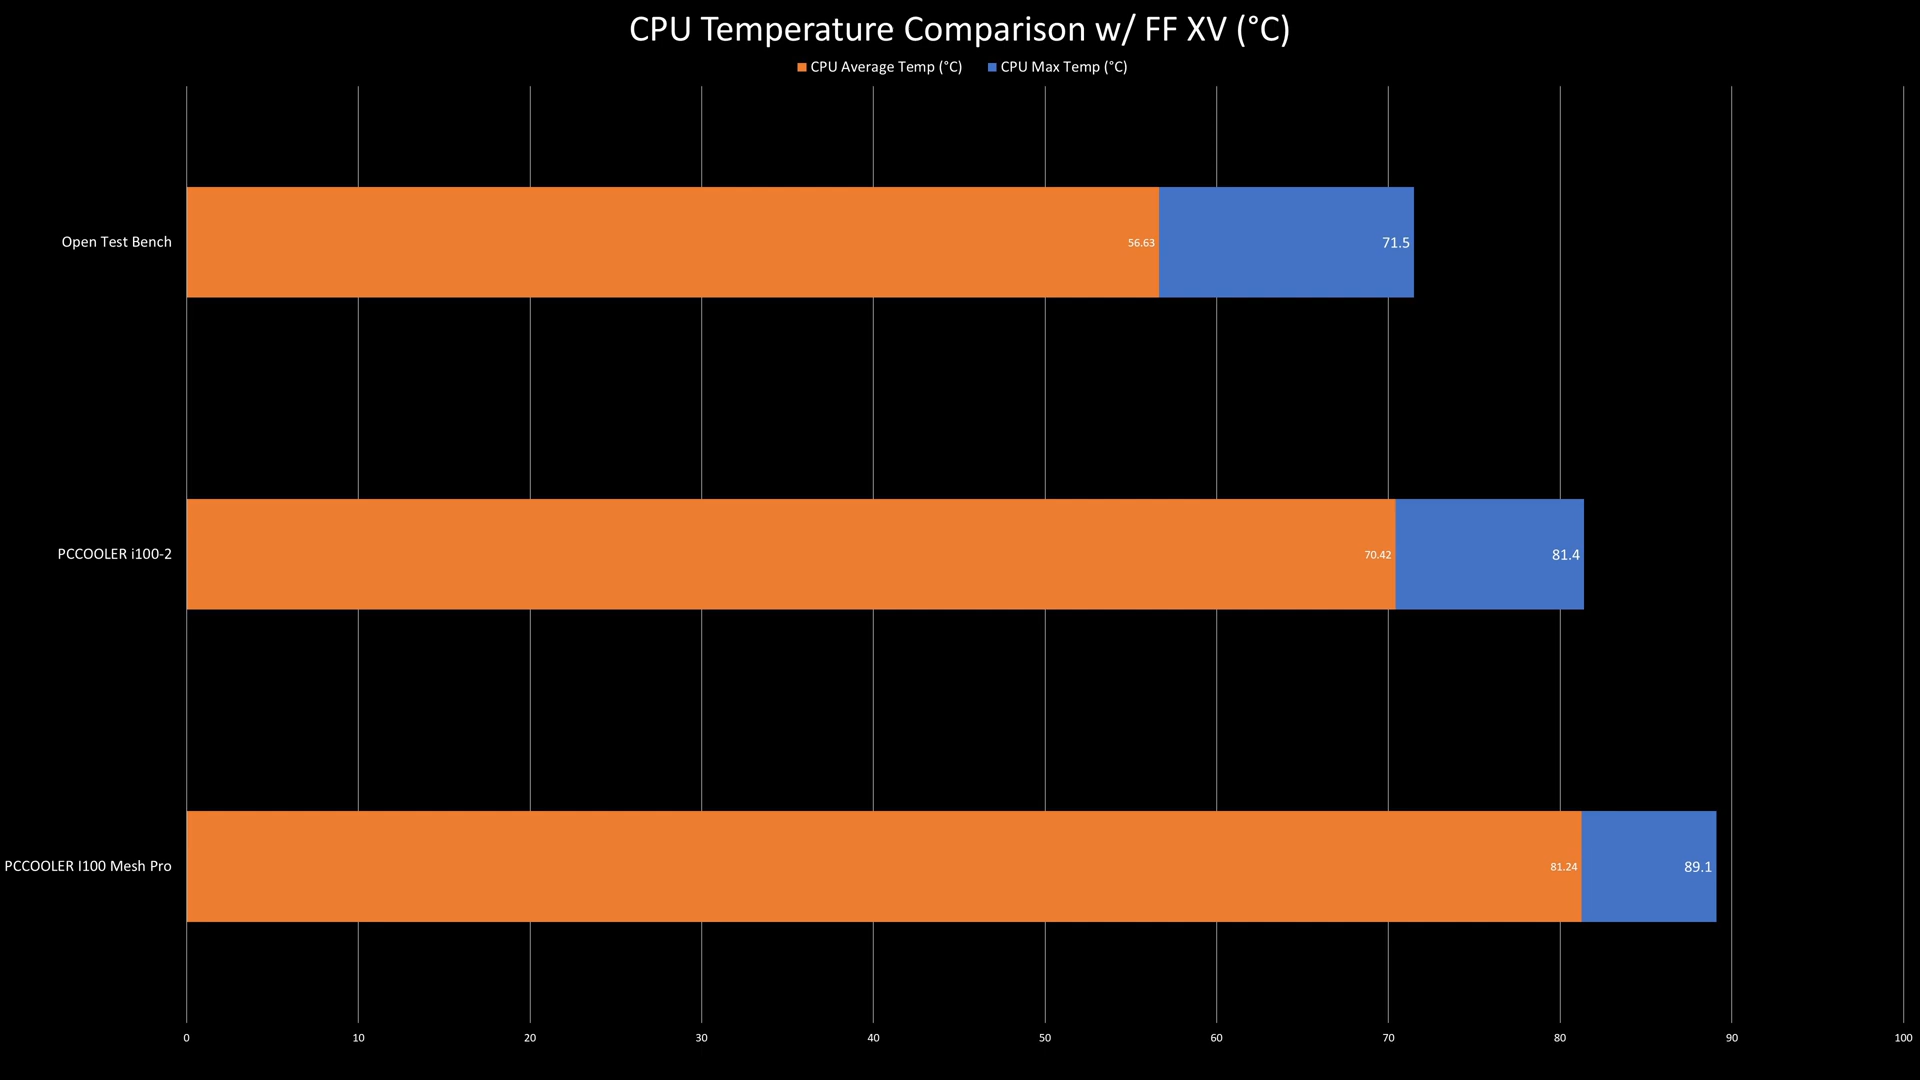 CPU Temperature Comparison w/ FF XV (°C)
CPU Average Temp (°C) CPU Max Temp (°C)
Open Test Bench 56.63 71.5
PCCOOLER i100-2 70.42 81.4
PCCOOLER I100 Mesh Pro 81.24 89.1
0 10 20 30 40 50 60 70 80 90 100